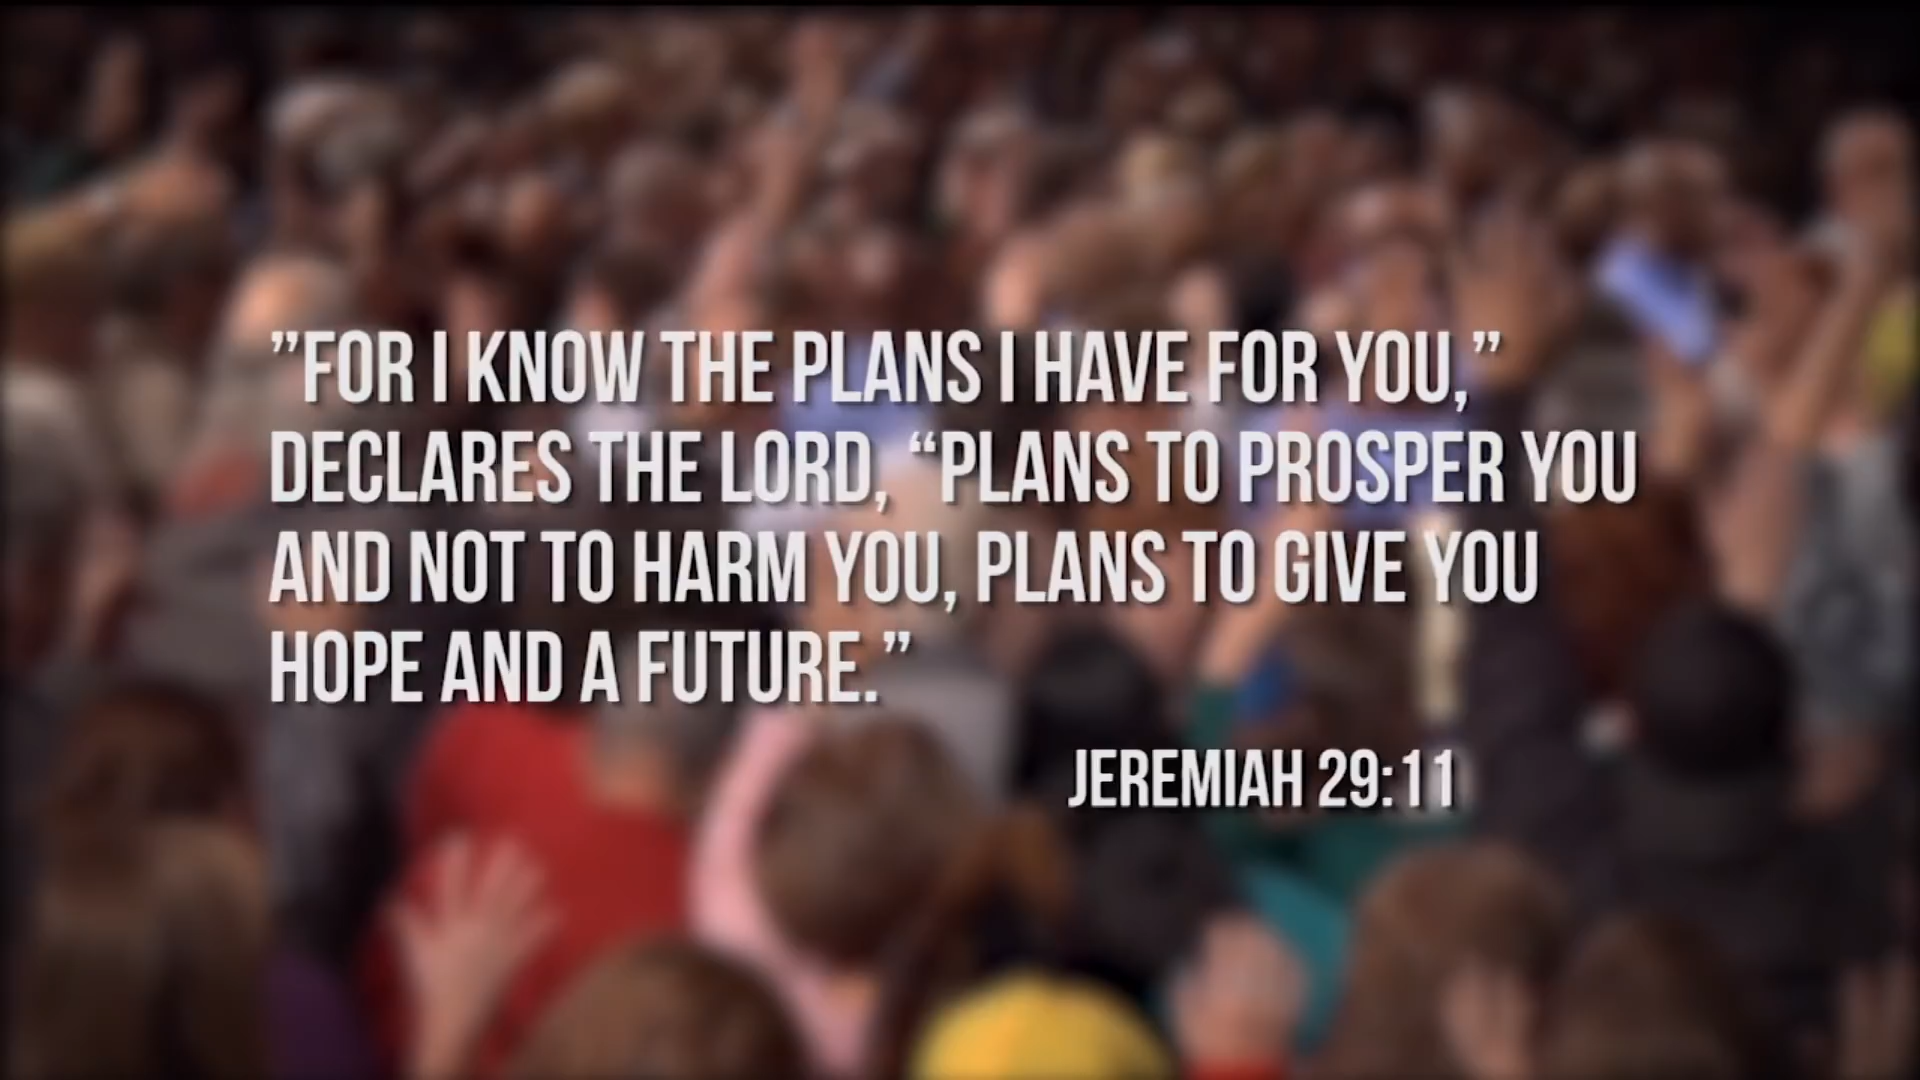 ”FOR I KNOW THE PLANS I HAVE FOR YOU,”
DECLARES THE LORD, “PLANS TO PROSPER YOU
AND NOT TO HARM YOU, PLANS TO GIVE YOU
HOPE AND A FUTURE.”
JEREMIAH 29:11